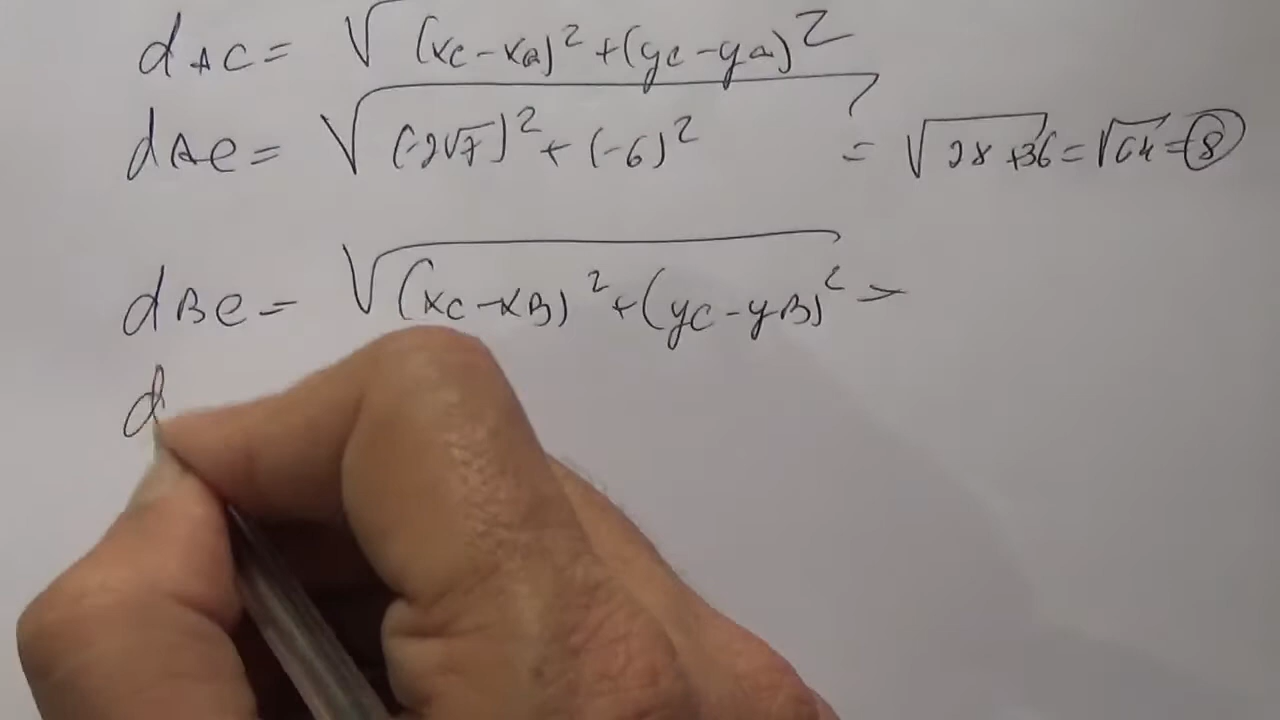 dAC = √(xc-xa)²+(yc-ya)²
dAC = √(-2√7)²+(-6)² = √28+36 = √64 = 8
dBC = √(xc-xB)²+(yc-yB)² =
d